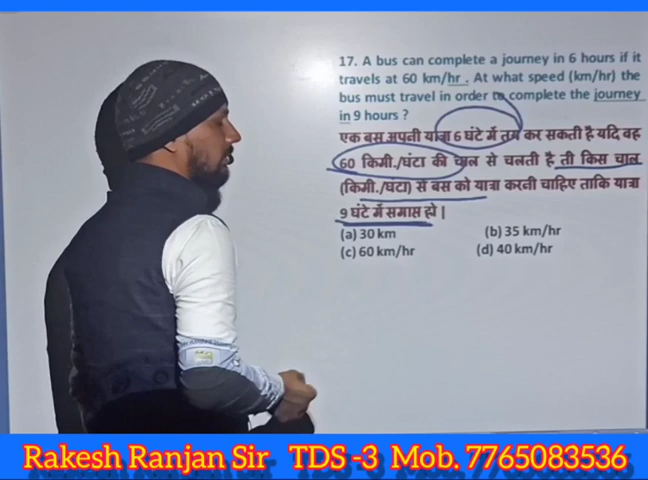 17. A bus can complete a journey in 6 hours if it
travels at 60 km/hr . At what speed (km/hr) the
bus must travel in order to complete the journey
in 9 hours ?
एक बस अपनी यात्रा 6 घंटे में तय कर सकती है यदि वह
60 किमी./घंटा की चाल से चलती है ती किस चाल
(किमी./घटा) से बस को यात्रा करनी चाहिए ताकि यात्रा
9 घंटे में समाप्त हो |
(a) 30 km (b) 35 km/hr
(c) 60 km/hr (d) 40 km/hr
Rakesh Ranjan Sir TDS -3 Mob. 7765083536